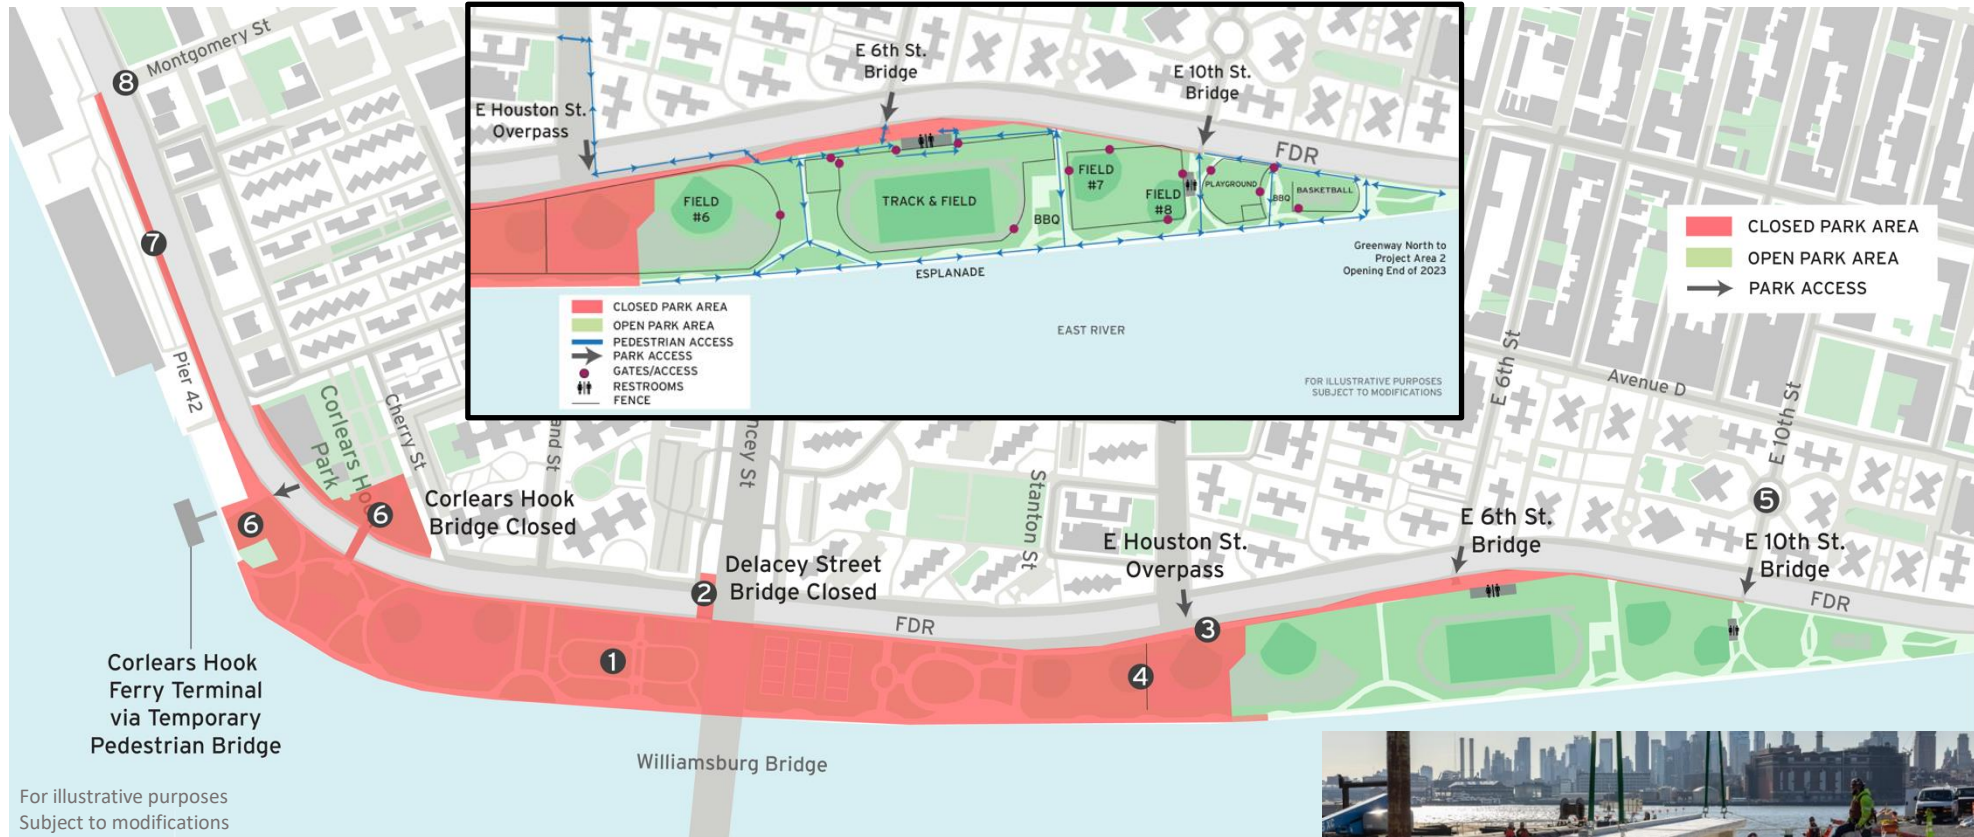 Montgomery St
8
7
Pier 42
Corlears Hook
Park
Cherry St
6
6
Corlears Hook
Bridge Closed
Delacey Street
Bridge Closed
2
1
FDR
Stanton St
E Houston St.
Overpass
3
4
E 6th St.
Bridge
E 10th St.
Bridge
5
FDR
E 6th St
Avenue D
E 10th St
Corlears Hook
Ferry Terminal
via Temporary
Pedestrian Bridge
Williamsburg Bridge
For illustrative purposes
Subject to modifications
CLOSED PARK AREA
OPEN PARK AREA
PARK ACCESS
E Houston St.
Overpass
E 6th St.
Bridge
E 10th St.
Bridge
FDR
FIELD
#6
TRACK & FIELD
BBQ
FIELD
#7
FIELD
#8
PLAYGROUND
BBQ
BASKETBALL
ESPLANADE
Greenway North to
Project Area 2
Opening End of 2023
EAST RIVER
CLOSED PARK AREA
OPEN PARK AREA
PEDESTRIAN ACCESS
PARK ACCESS
GATES/ACCESS
RESTROOMS
FENCE
FOR ILLUSTRATIVE PURPOSES
SUBJECT TO MODIFICATIONS